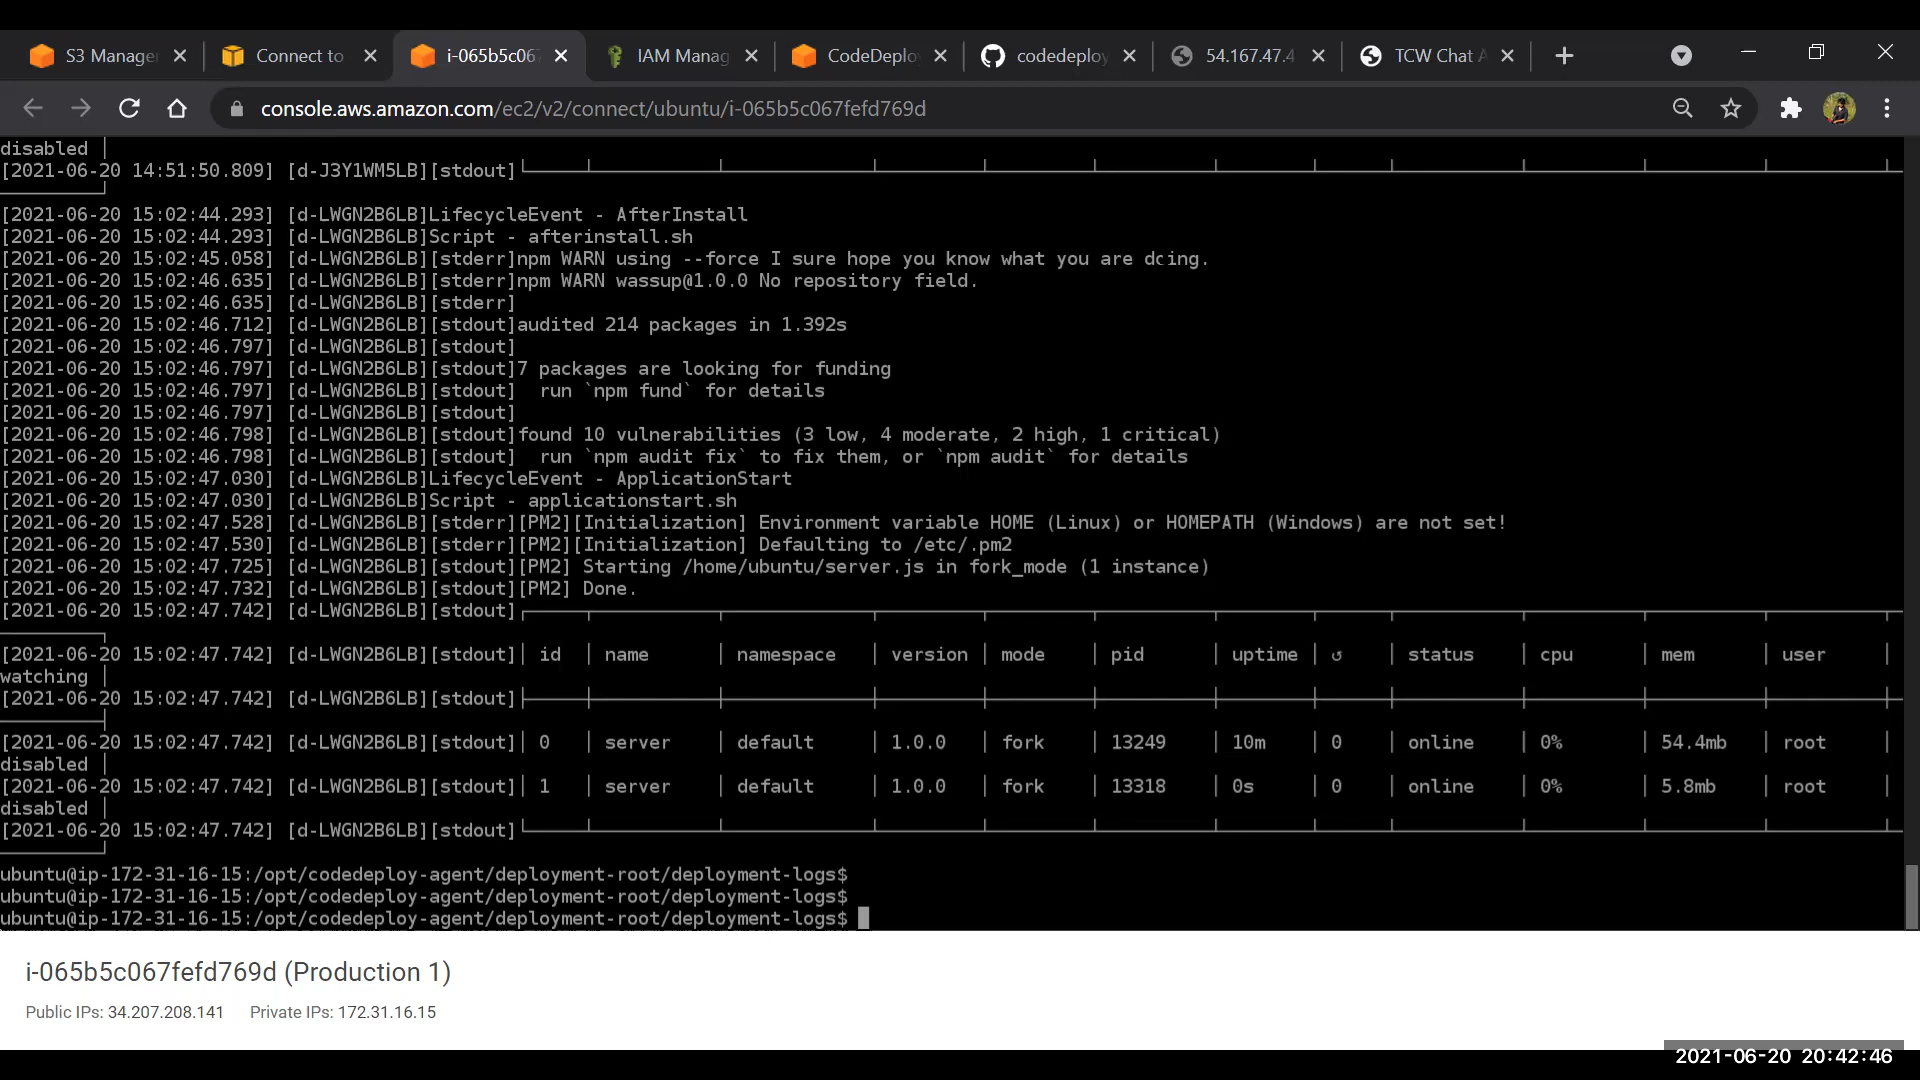 S3 Manage
Connect to
i-065b5c067
IAM Manag
CodeDeplo
codedeploy
54.167.47.4
TCW Chat A
console.aws.amazon.com/ec2/v2/connect/ubuntu/i-065b5c067fefd769d
disabled |
[2021-06-20 14:51:50.809] [d-J3Y1WM5LB][stdout]
[2021-06-20 15:02:44.293] [d-LWGN2B6LB]LifecycleEvent - AfterInstall
[2021-06-20 15:02:44.293] [d-LWGN2B6LB]Script - afterinstall.sh
[2021-06-20 15:02:45.058] [d-LWGN2B6LB][stderr]npm WARN using --force I sure hope you know what you are doing.
[2021-06-20 15:02:46.635] [d-LWGN2B6LB][stderr]npm WARN wassup@1.0.0 No repository field.
[2021-06-20 15:02:46.635] [d-LWGN2B6LB][stderr]
[2021-06-20 15:02:46.712] [d-LWGN2B6LB][stdout]audited 214 packages in 1.392s
[2021-06-20 15:02:46.797] [d-LWGN2B6LB][stdout]
[2021-06-20 15:02:46.797] [d-LWGN2B6LB][stdout]7 packages are looking for funding
[2021-06-20 15:02:46.797] [d-LWGN2B6LB][stdout]  run `npm fund` for details
[2021-06-20 15:02:46.797] [d-LWGN2B6LB][stdout]
[2021-06-20 15:02:46.798] [d-LWGN2B6LB][stdout]found 10 vulnerabilities (3 low, 4 moderate, 2 high, 1 critical)
[2021-06-20 15:02:46.798] [d-LWGN2B6LB][stdout]  run `npm audit fix` to fix them, or `npm audit` for details
[2021-06-20 15:02:47.030] [d-LWGN2B6LB]LifecycleEvent - ApplicationStart
[2021-06-20 15:02:47.030] [d-LWGN2B6LB]Script - applicationstart.sh
[2021-06-20 15:02:47.528] [d-LWGN2B6LB][stderr][PM2][Initialization] Environment variable HOME (Linux) or HOMEPATH (Windows) are not set!
[2021-06-20 15:02:47.530] [d-LWGN2B6LB][stderr][PM2][Initialization] Defaulting to /etc/.pm2
[2021-06-20 15:02:47.725] [d-LWGN2B6LB][stdout][PM2] Starting /home/ubuntu/server.js in fork_mode (1 instance)
[2021-06-20 15:02:47.732] [d-LWGN2B6LB][stdout][PM2] Done.
[2021-06-20 15:02:47.742] [d-LWGN2B6LB][stdout]
[2021-06-20 15:02:47.742] [d-LWGN2B6LB][stdout]| id | name | namespace | version | mode | pid | uptime | ↺ | status | cpu | mem | user |
watching |
[2021-06-20 15:02:47.742] [d-LWGN2B6LB][stdout]
[2021-06-20 15:02:47.742] [d-LWGN2B6LB][stdout]| 0 | server | default | 1.0.0 | fork | 13249 | 10m | 0 | online | 0% | 54.4mb | root |
disabled |
[2021-06-20 15:02:47.742] [d-LWGN2B6LB][stdout]| 1 | server | default | 1.0.0 | fork | 13318 | 0s | 0 | online | 0% | 5.8mb | root |
disabled |
[2021-06-20 15:02:47.742] [d-LWGN2B6LB][stdout]
ubuntu@ip-172-31-16-15:/opt/codedeploy-agent/deployment-root/deployment-logs$
ubuntu@ip-172-31-16-15:/opt/codedeploy-agent/deployment-root/deployment-logs$
ubuntu@ip-172-31-16-15:/opt/codedeploy-agent/deployment-root/deployment-logs$
i-065b5c067fefd769d (Production 1)
Public IPs: 34.207.208.141 Private IPs: 172.31.16.15
2021-06-20 20:42:46